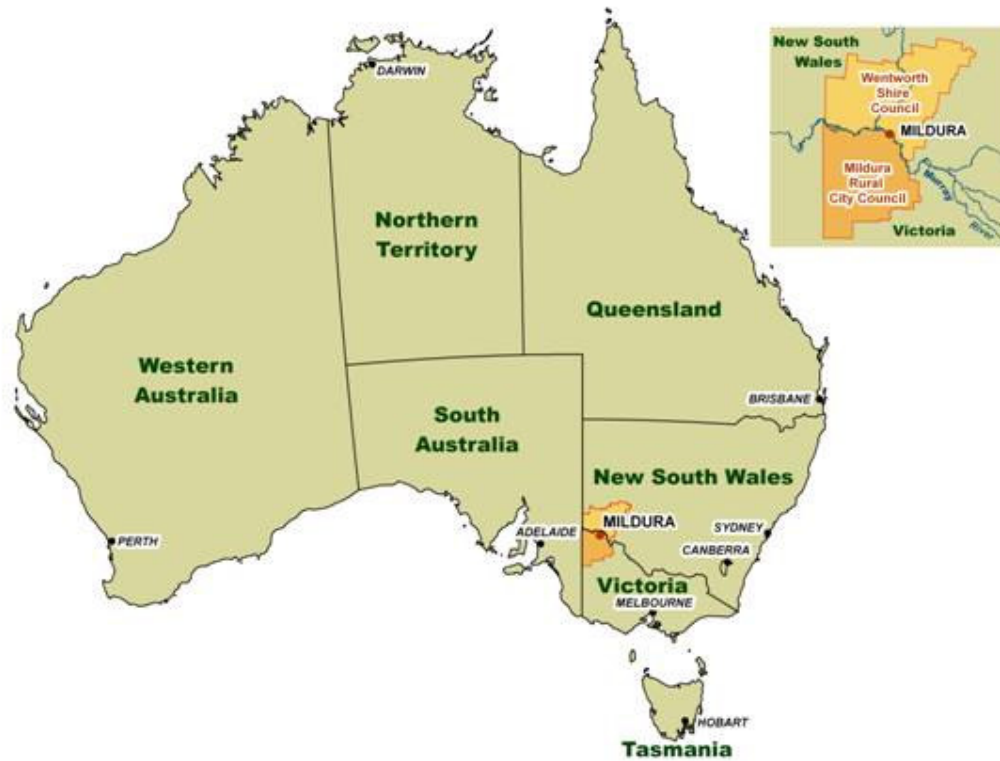 DARWIN
Northern
Territory
Queensland
Western
Australia
South
Australia
BRISBANE
New South Wales
MILDURA
PERTH
ADELAIDE
SYDNEY
CANBERRA
Victoria
MELBOURNE
HOBART
Tasmania
New South
Wales
Wentworth
Shire
Council
MILDURA
Mildura
Rural
City Council
Murray
River
Victoria